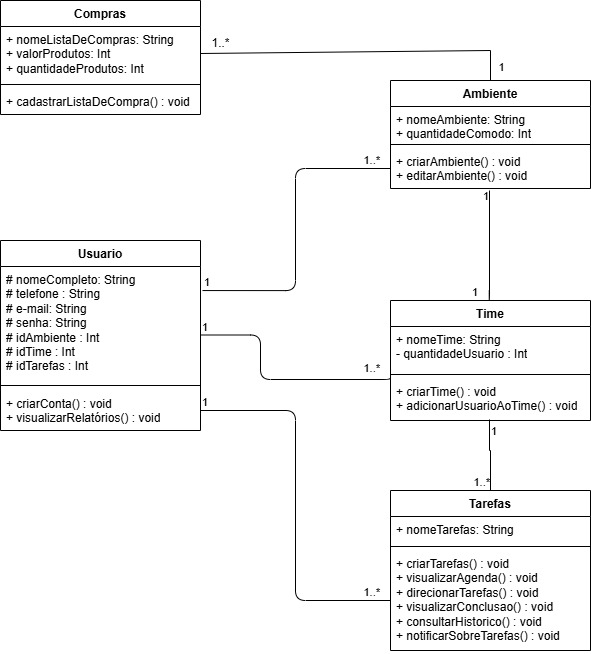 Compras
+ nomeListaDeCompras: String
+ valorProdutos: Int
+ quantidadeProdutos: Int
+ cadastrarListaDeCompra() : void
1..*
1
Ambiente
+ nomeAmbiente: String
+ quantidadeComodo: Int
+ criarAmbiente() : void
+ editarAmbiente() : void
1..*
1
1
Usuario
# nomeCompleto: String
# telefone : String
# e-mail: String
# senha: String
# idAmbiente : Int
# idTime : Int
# idTarefas : Int
+ criarConta() : void
+ visualizarRelatórios() : void
1
1
1
Time
+ nomeTime: String
- quantidadeUsuario : Int
+ criarTime() : void
+ adicionarUsuarioAoTime() : void
1..*
1
1..*
Tarefas
+ nomeTarefas: String
+ criarTarefas() : void
+ visualizarAgenda() : void
+ direcionarTarefas() : void
+ visualizarConclusao() : void
+ consultarHistorico() : void
+ notificarSobreTarefas() : void
1..*